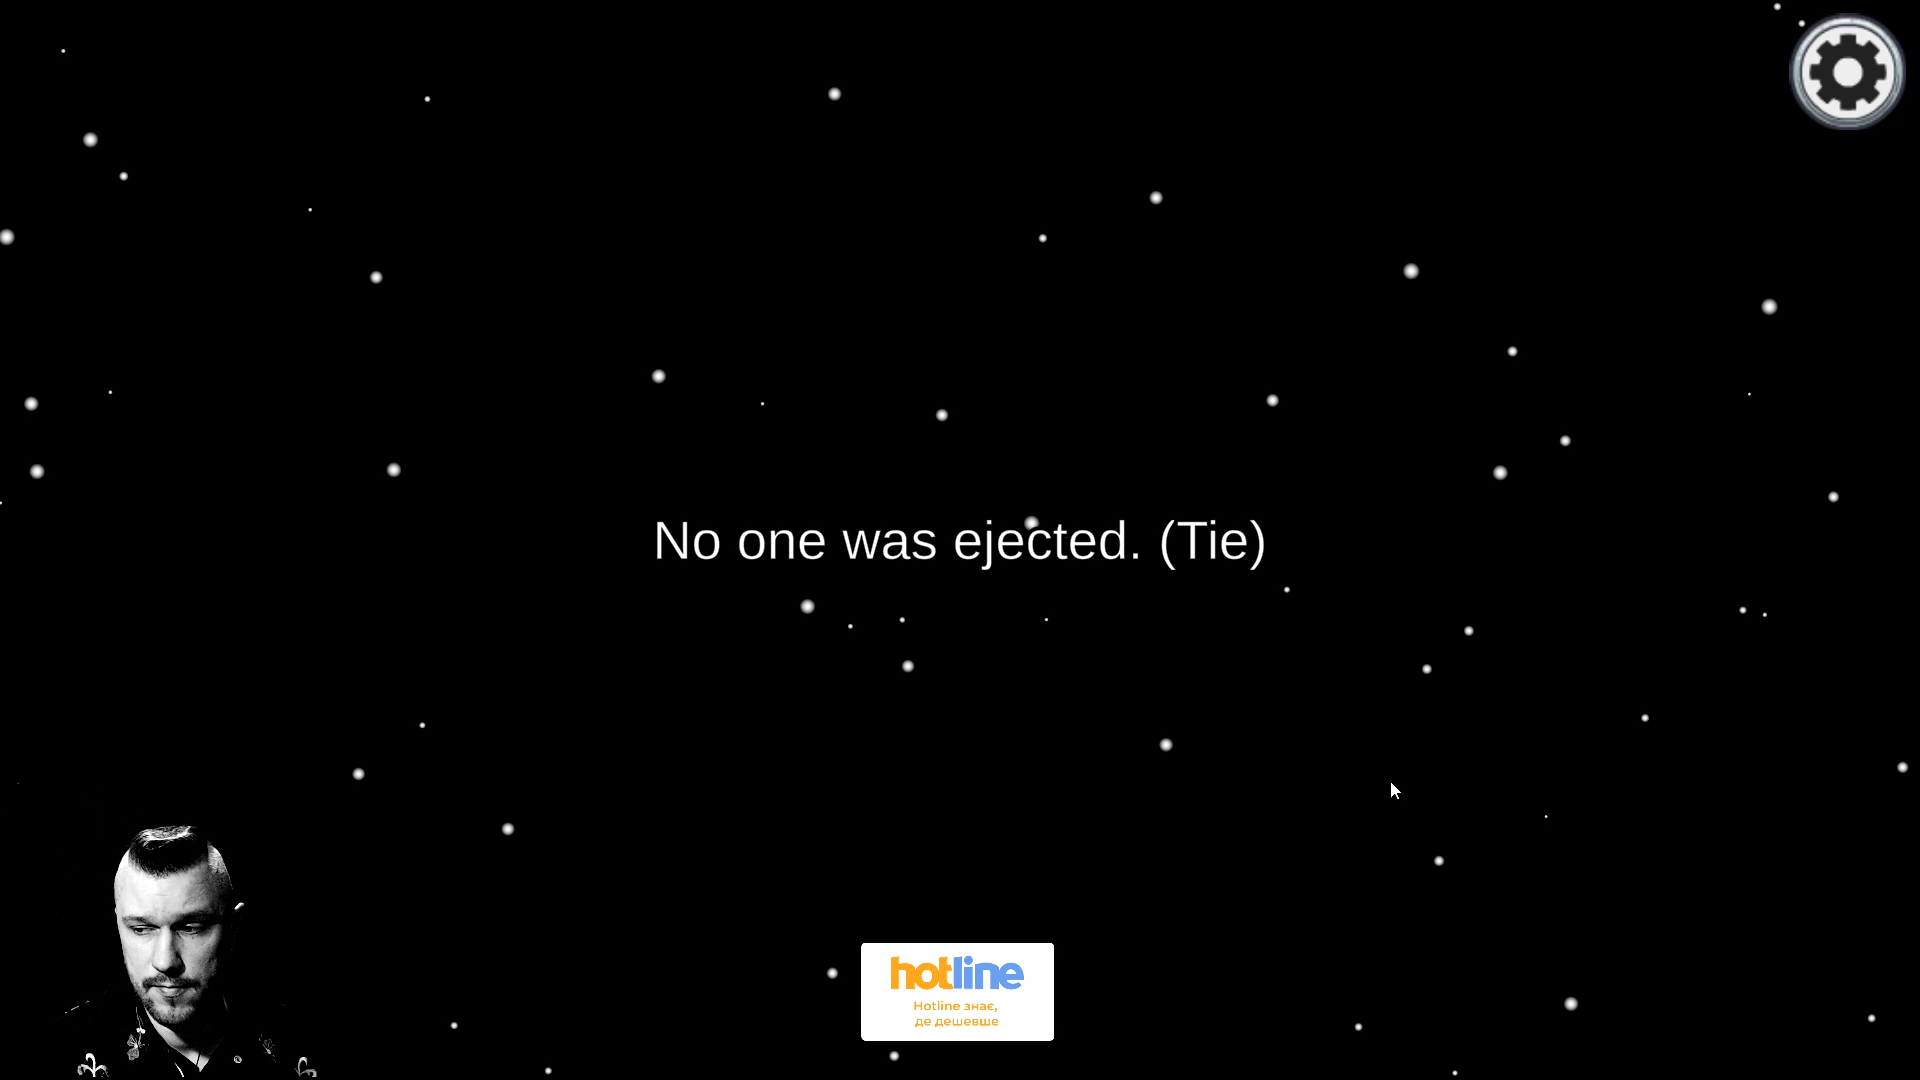 No one was ejected. (Tie)
hotline
Hotline знає,
де дешевше